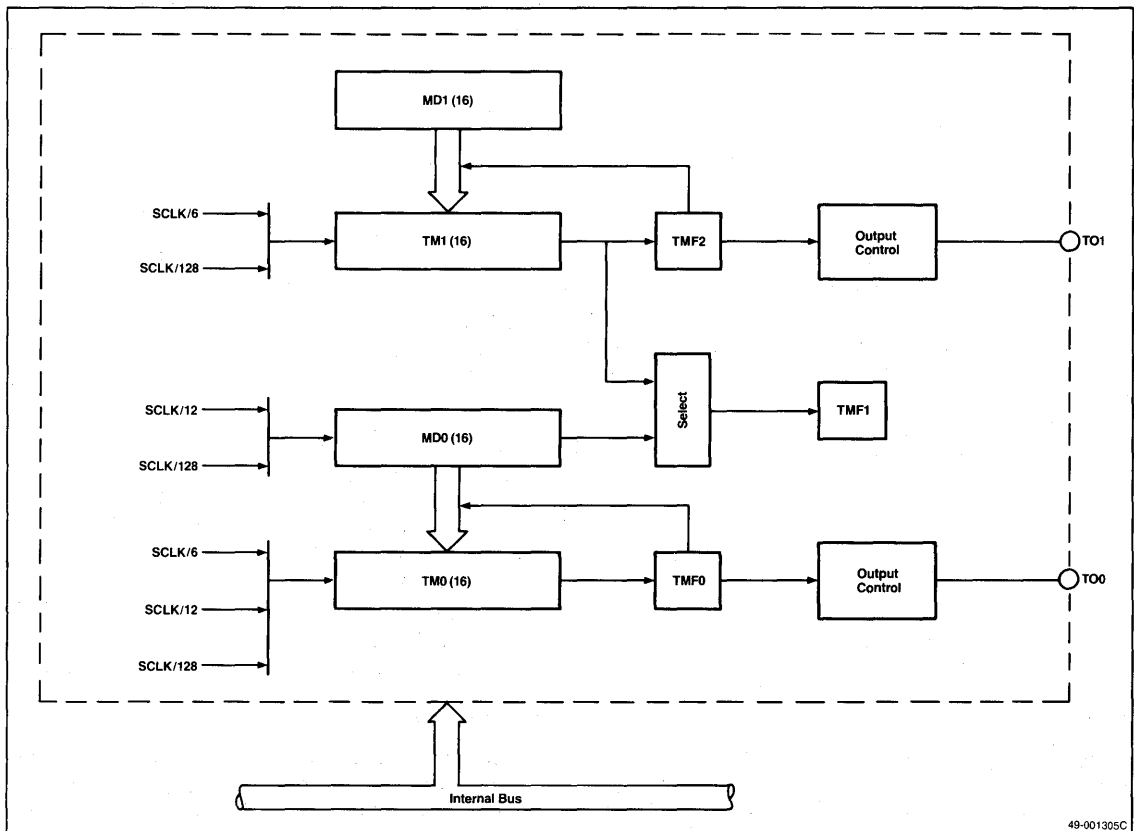 MD1 (16)
SCLK/6
TM1 (16)
TMF2
Output
Control
TO1
SCLK/128
Select
SCLK/12
MD0 (16)
TMF1
SCLK/128
SCLK/6
TM0 (16)
TMF0
Output
Control
TO0
SCLK/12
SCLK/128
Internal Bus
49-001305C